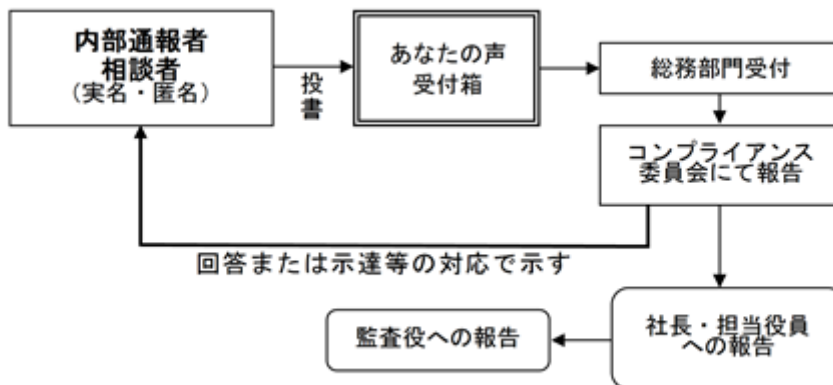 内部通報者
相談者
（実名・匿名）
投書
あなたの声
受付箱
総務部門受付
コンプライアンス
委員会にて報告
回答または示達等の対応で示す
社長・担当役員
への報告
監査役への報告